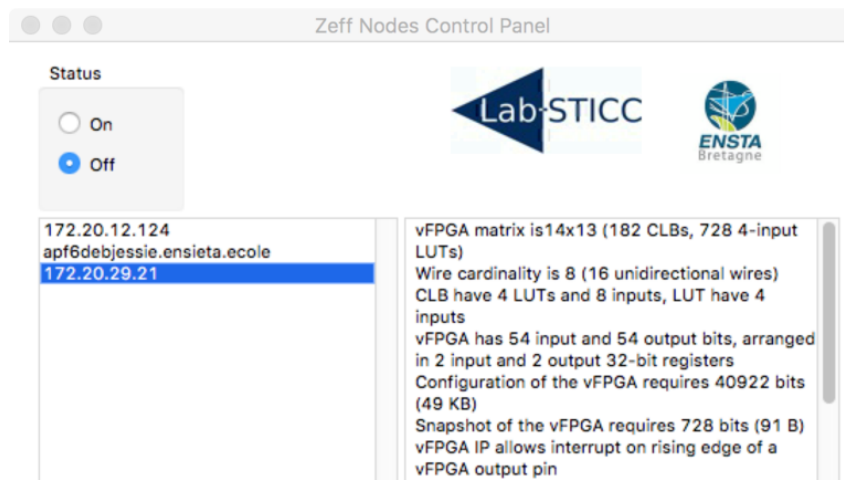 Zeff Nodes Control Panel
Status
On
Off
Lab-STICC
ENSTA
Bretagne
172.20.12.124
apf6debjessie.ensieta.ecole
172.20.29.21
vFPGA matrix is14x13 (182 CLBs, 728 4-input
LUTs)
Wire cardinality is 8 (16 unidirectional wires)
CLB have 4 LUTs and 8 inputs, LUT have 4
inputs
vFPGA has 54 input and 54 output bits, arranged
in 2 input and 2 output 32-bit registers
Configuration of the vFPGA requires 40922 bits
(49 KB)
Snapshot of the vFPGA requires 728 bits (91 B)
vFPGA IP allows interrupt on rising edge of a
vFPGA output pin